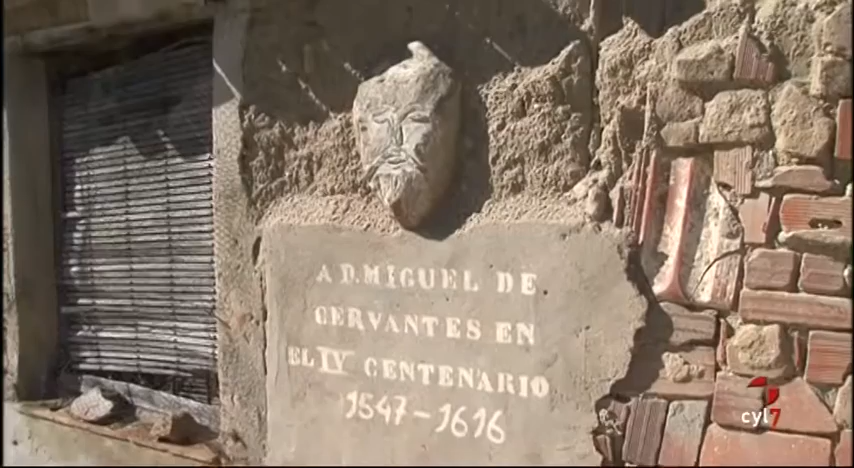 A D. MIGUEL DE
CERVANTES EN
EL IV CENTENARIO
1547-1616
cyl7